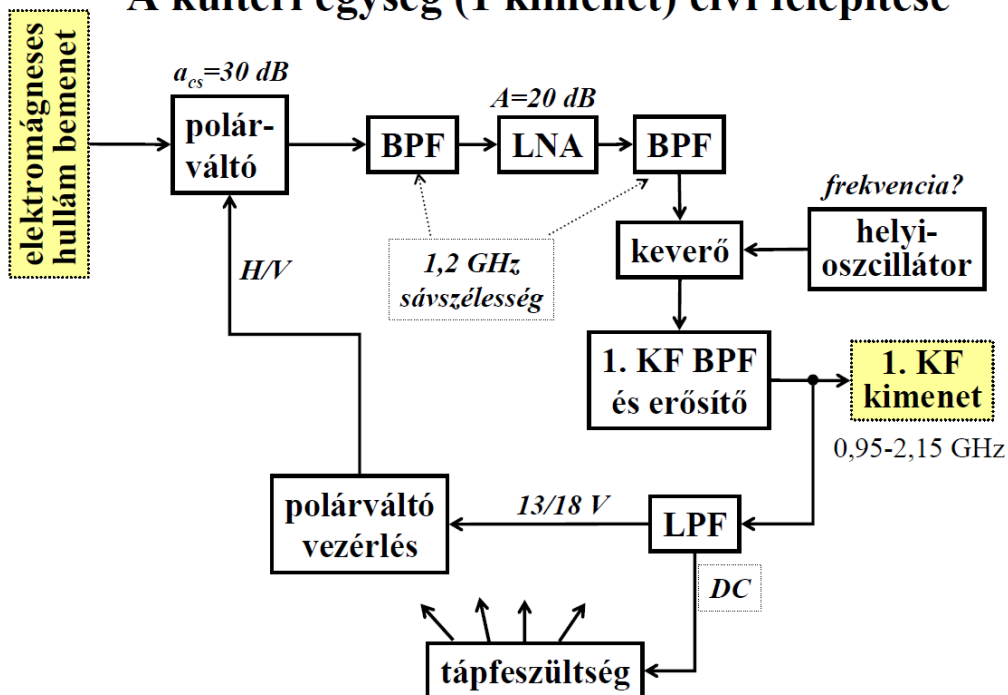 A kültéri egység (1 kimenet) elvi felépítése
elektromágneses
hullám bemenet
a_cs=30 dB
polár-
váltó
BPF
A=20 dB
LNA
BPF
frekvencia?
helyi-
oszcillátor
keverő
1,2 GHz
sávszélesség
H/V
1. KF BPF
és erősítő
1. KF
kimenet
0,95-2,15 GHz
polárváltó
vezérlés
13/18 V
LPF
DC
tápfeszültség